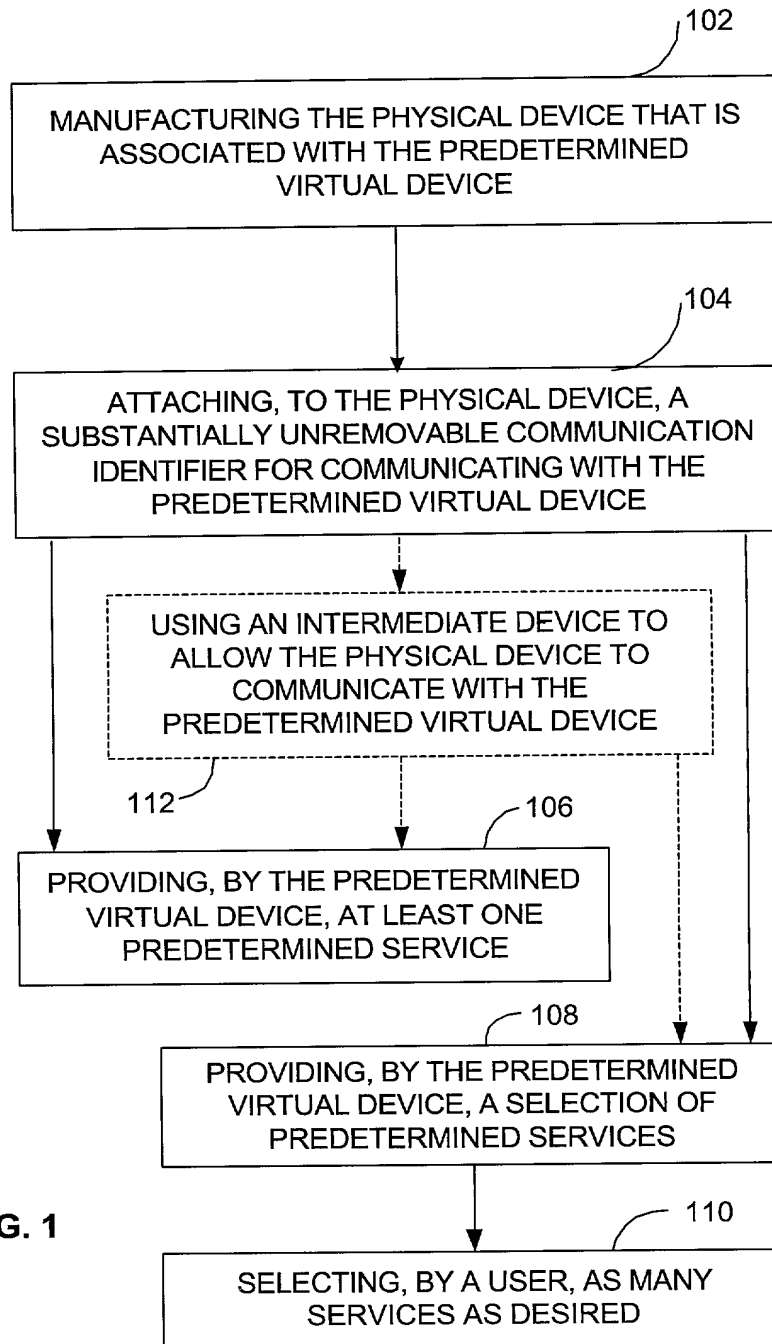 102
MANUFACTURING THE PHYSICAL DEVICE THAT IS
ASSOCIATED WITH THE PREDETERMINED
VIRTUAL DEVICE
104
ATTACHING, TO THE PHYSICAL DEVICE, A
SUBSTANTIALLY UNREMOVABLE COMMUNICATION
IDENTIFIER FOR COMMUNICATING WITH THE
PREDETERMINED VIRTUAL DEVICE
USING AN INTERMEDIATE DEVICE TO
ALLOW THE PHYSICAL DEVICE TO
COMMUNICATE WITH THE
PREDETERMINED VIRTUAL DEVICE
112
106
PROVIDING, BY THE PREDETERMINED
VIRTUAL DEVICE, AT LEAST ONE
PREDETERMINED SERVICE
108
PROVIDING, BY THE PREDETERMINED
VIRTUAL DEVICE, A SELECTION OF
PREDETERMINED SERVICES
G. 1
110
SELECTING, BY A USER, AS MANY
SERVICES AS DESIRED